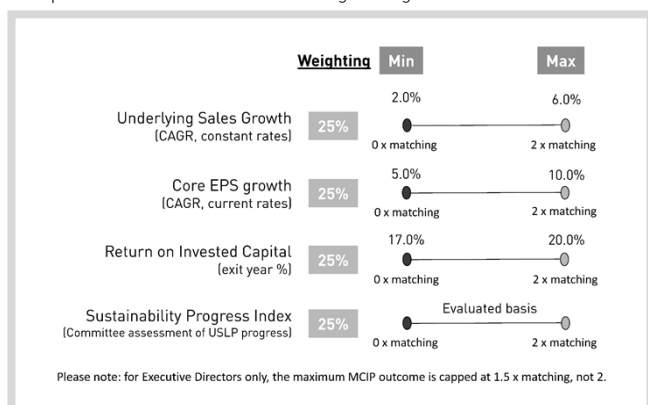 Weighting Min Max
2.0% 6.0%
Underlying Sales Growth
(CAGR, constant rates)
25%
0 x matching 2 x matching
5.0% 10.0%
Core EPS growth
(CAGR, current rates)
25%
0 x matching 2 x matching
17.0% 20.0%
Return on Invested Capital
(exit year %)
25%
0 x matching 2 x matching
Evaluated basis
Sustainability Progress Index
(Committee assessment of USLP progress)
25%
0 x matching 2 x matching
Please note: for Executive Directors only, the maximum MCIP outcome is capped at 1.5 x matching, not 2.